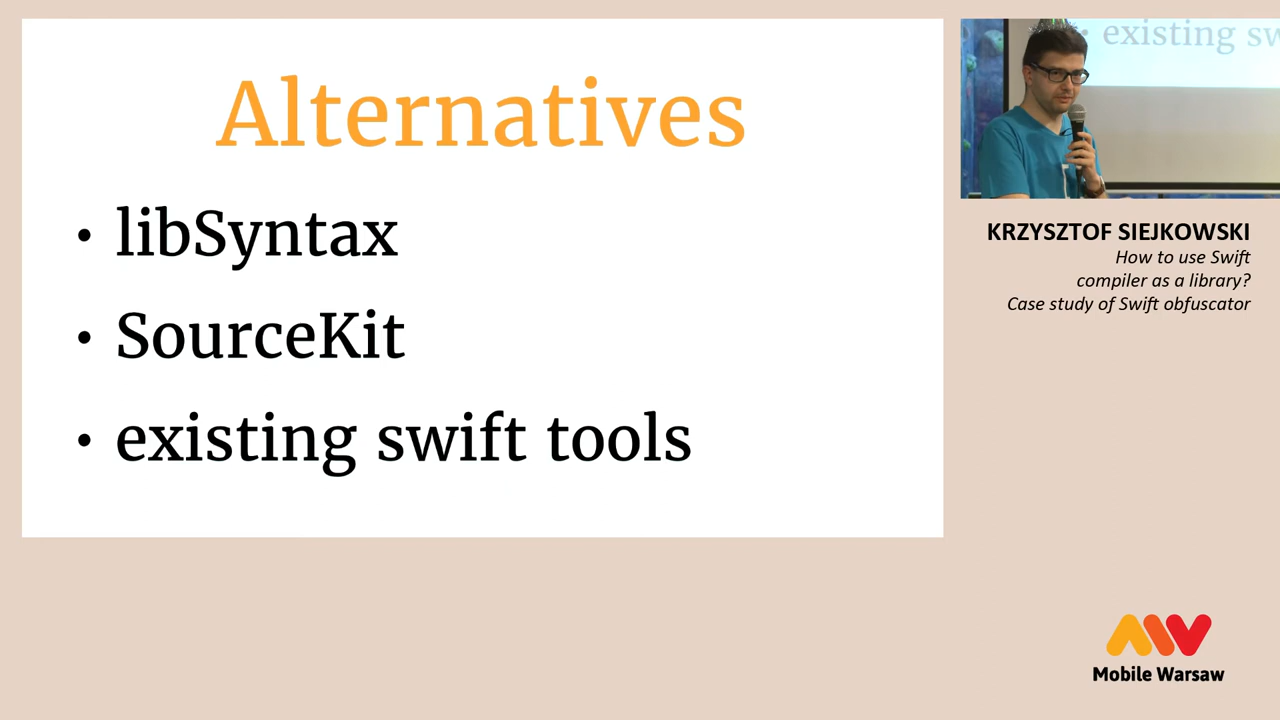 Alternatives
• libSyntax
• SourceKit
• existing swift tools
existing sw
KRZYSZTOF SIEJKOWSKI
How to use Swift
compiler as a library?
Case study of Swift obfuscator
Mobile Warsaw